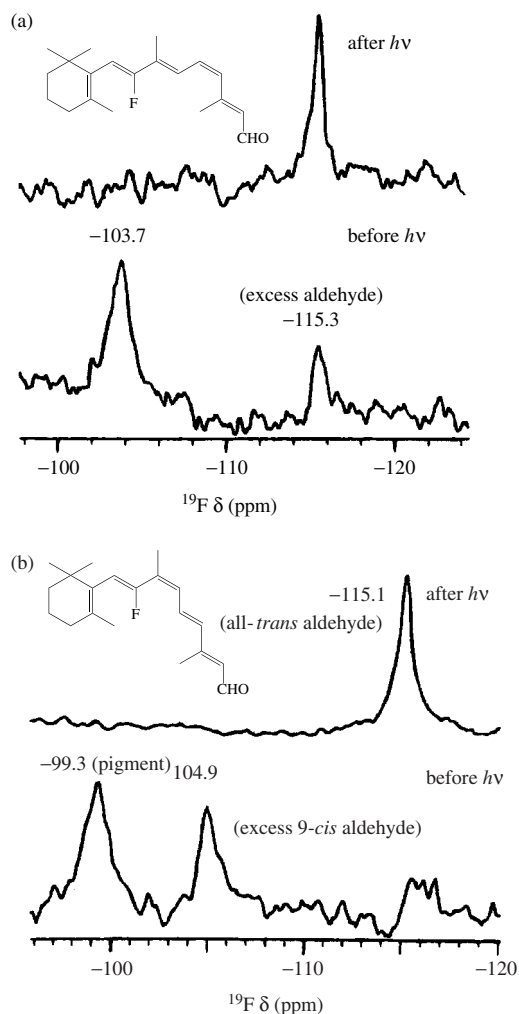 (a)
after hν
F
CHO
−103.7
before hν
(excess aldehyde)
−115.3
−100
−110
−120
¹⁹F δ (ppm)
(b)
F
CHO
−115.1
after hν
(all-trans aldehyde)
−99.3 (pigment)
104.9
before hν
(excess 9-cis aldehyde)
−100
−110
−120
¹⁹F δ (ppm)